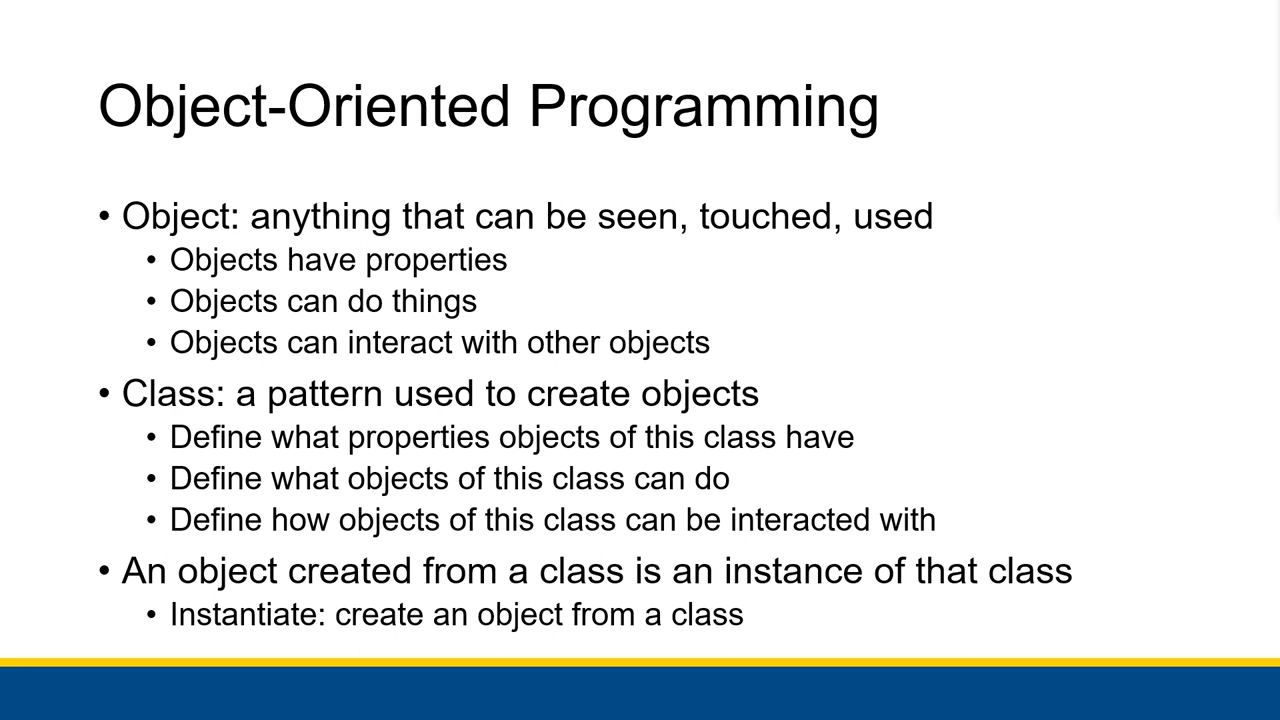 Object-Oriented Programming
• Object: anything that can be seen, touched, used
• Objects have properties
• Objects can do things
• Objects can interact with other objects
• Class: a pattern used to create objects
• Define what properties objects of this class have
• Define what objects of this class can do
• Define how objects of this class can be interacted with
• An object created from a class is an instance of that class
• Instantiate: create an object from a class